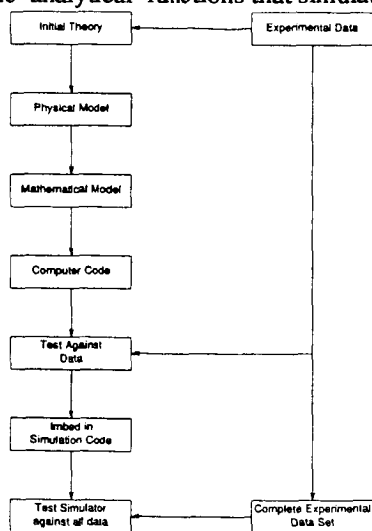 analytical functions that simulat
Initial Theory
Experimental Data
Physical Model
Mathematical Model
Computer Code
Test Against
Data
Imbed in
Simulation Code
Test Simulator
against all data
Complete Experimental
Data Set